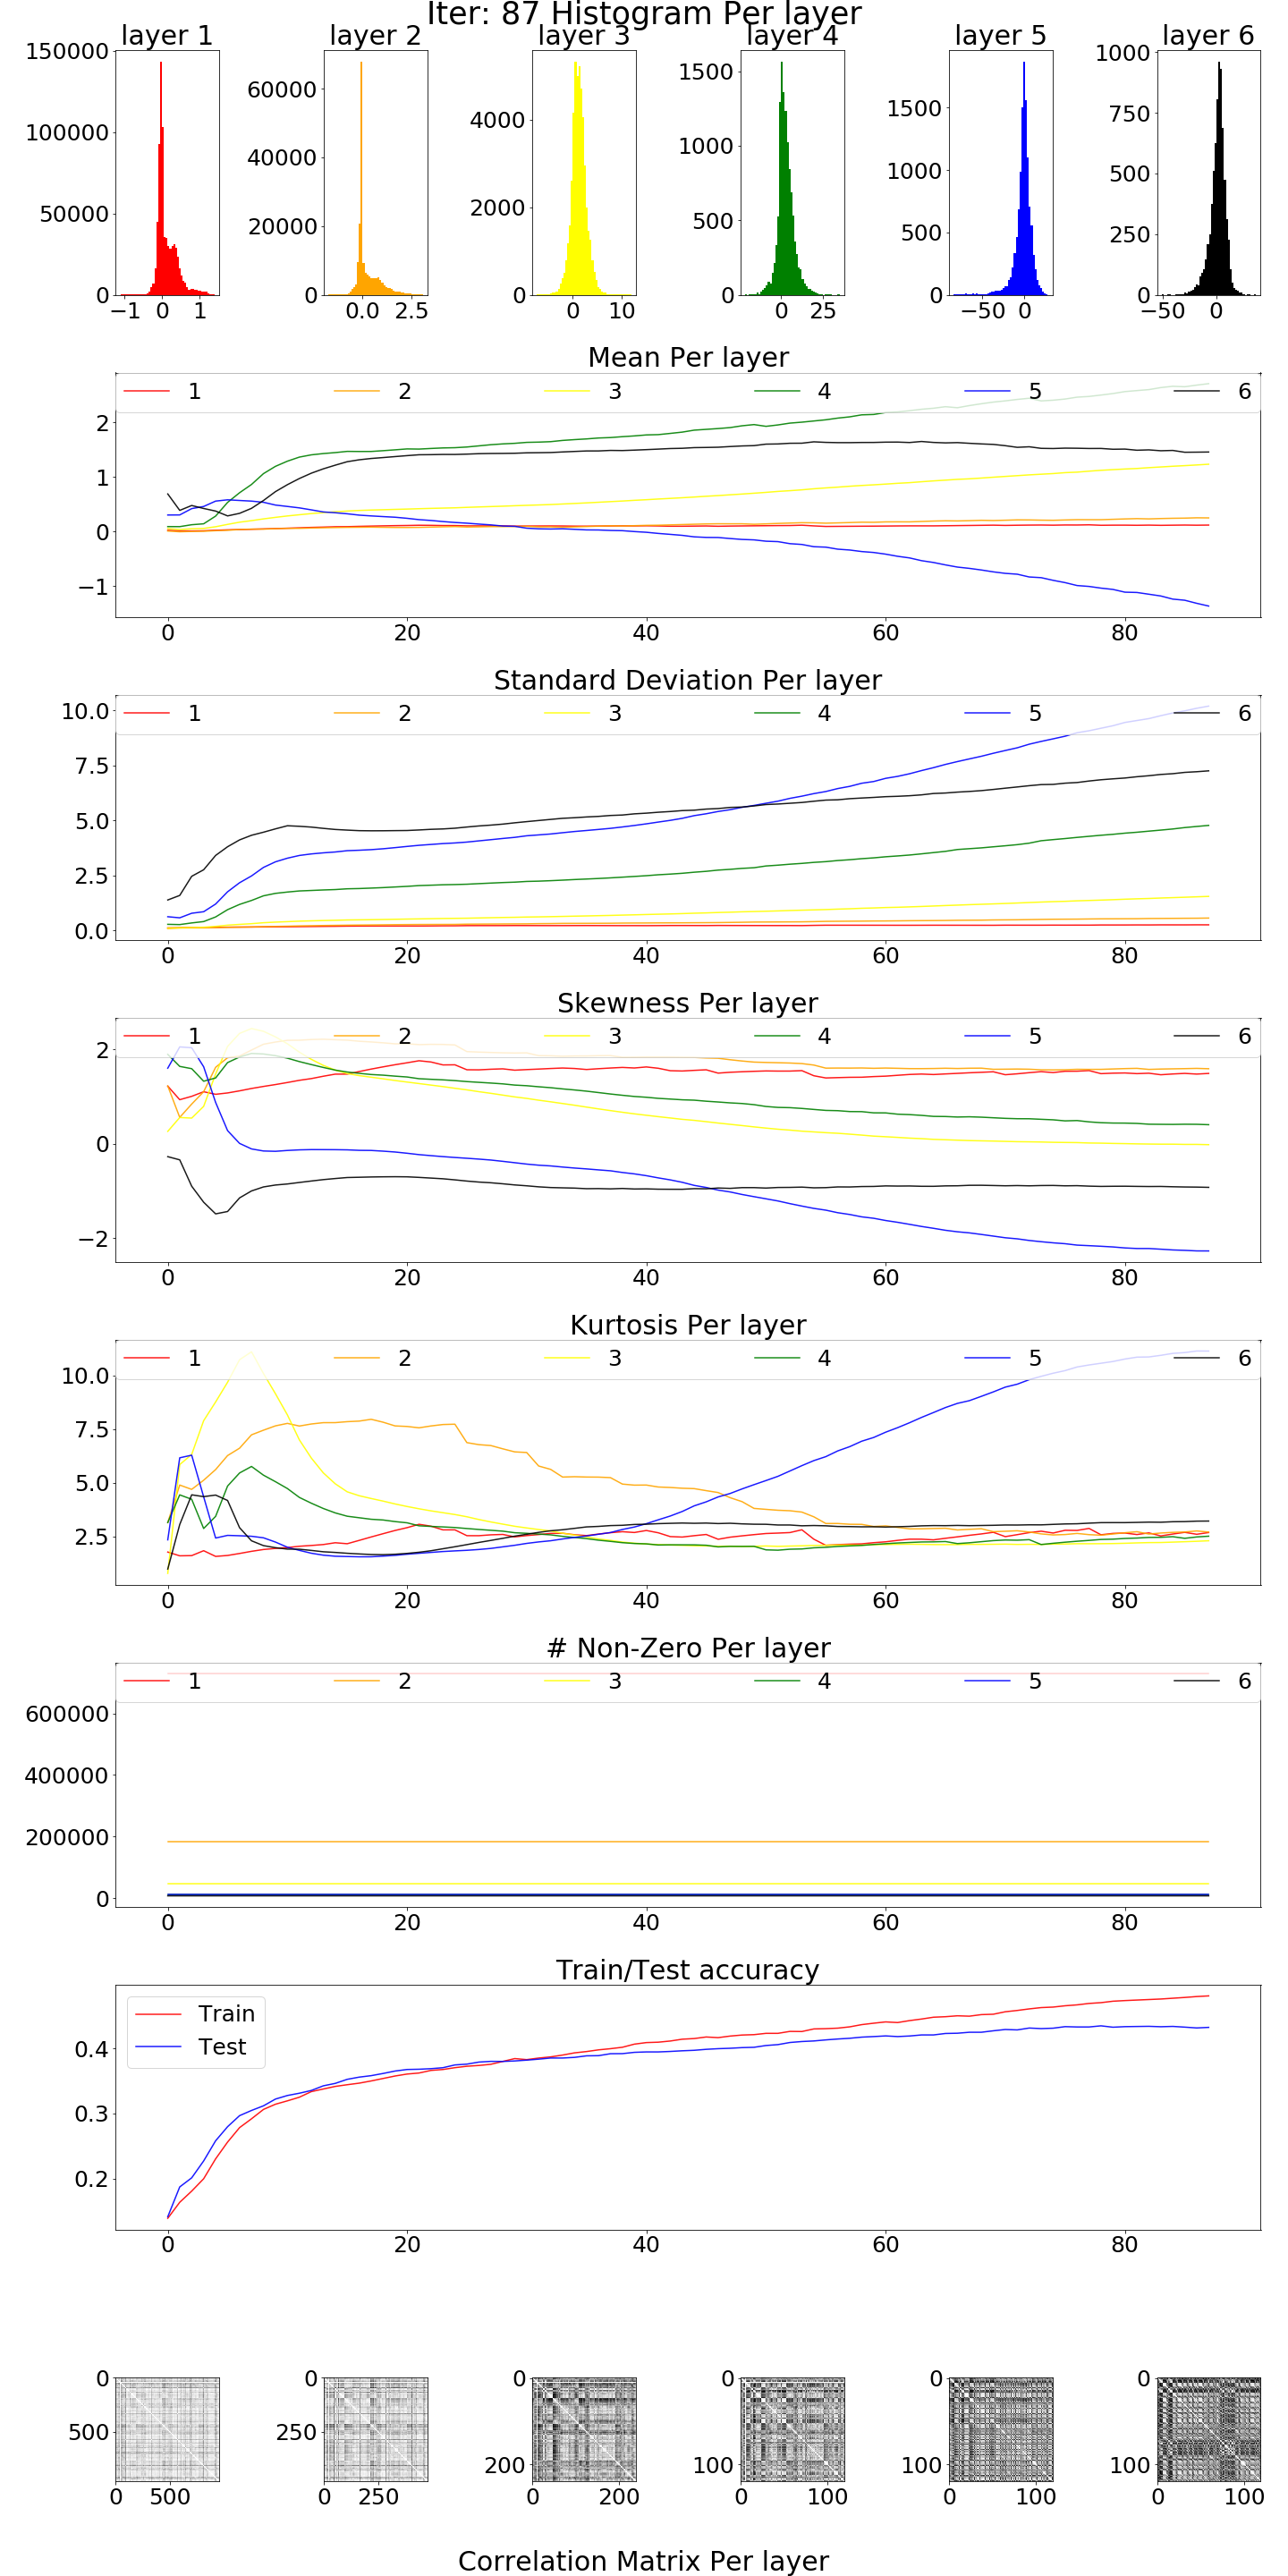 Iter: 87 Histogram Per layer
layer 1 layer 2 layer 3 layer 4 layer 5 layer 6
150000 100000 50000 0
−1 0 1
60000 40000 20000 0
0.0 2.5
4000 2000 0
0 10
1500 1000 500 0
0 25
1500 1000 500 0
−50 0
1000 750 500 250 0
−50 0
Mean Per layer
1 2 3 4 5 6
2
1
0
−1
0 20 40 60 80
Standard Deviation Per layer
1 2 3 4 5 6
10.0
7.5
5.0
2.5
0.0
0 20 40 60 80
Skewness Per layer
1 2 3 4 5 6
2
0
−2
0 20 40 60 80
Kurtosis Per layer
1 2 3 4 5 6
10.0
7.5
5.0
2.5
0 20 40 60 80
# Non-Zero Per layer
1 2 3 4 5 6
600000
400000
200000
0
0 20 40 60 80
Train/Test accuracy
Train
Test
0.4
0.3
0.2
0 20 40 60 80
0 0 0 0 0 0
500 250 200 100 100 100
0 500 0 250 0 200 0 100 0 100 0 100
Correlation Matrix Per layer